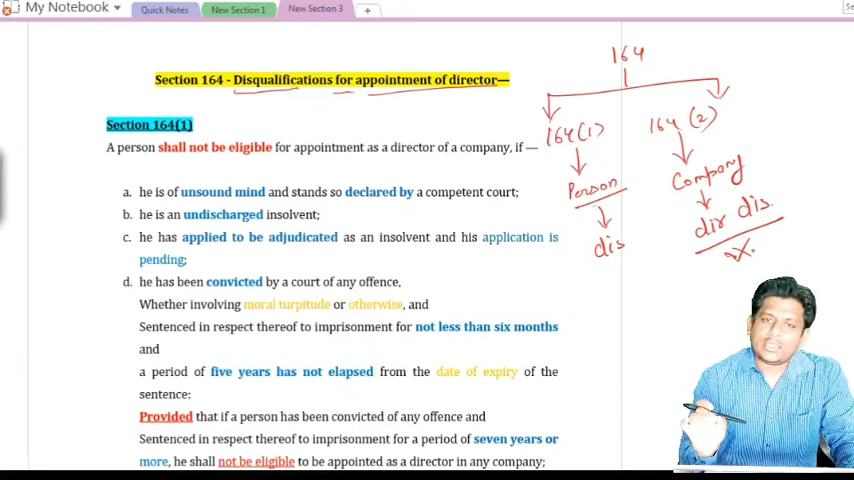 My Notebook
Quick Notes
New Section 1
New Section 3
+
Se
Section 164 - Disqualifications for appointment of director—
Section 164(1)
A person shall not be eligible for appointment as a director of a company, if —
a. he is of unsound mind and stands so declared by a competent court;
b. he is an undischarged insolvent;
c. he has applied to be adjudicated as an insolvent and his application is
pending;
d. he has been convicted by a court of any offence,
Whether involving moral turpitude or otherwise, and
Sentenced in respect thereof to imprisonment for not less than six months
and
a period of five years has not elapsed from the date of expiry of the
sentence:
Provided that if a person has been convicted of any offence and
Sentenced in respect thereof to imprisonment for a period of seven years or
more, he shall not be eligible to be appointed as a director in any company;
164
164(1)
164 (2)
Person
Company
dis
dir dis.